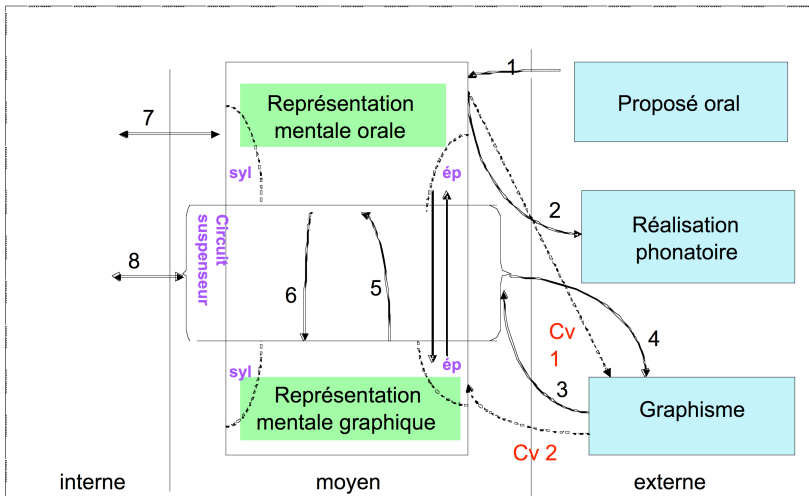 1
Représentation
mentale orale
Proposé oral
7
syl
ép
2
Réalisation
phonatoire
Circuit
suspenseur
8
6
5
Cv
1
4
syl
ép
3
Représentation
mentale graphique
Graphisme
Cv 2
interne
moyen
externe